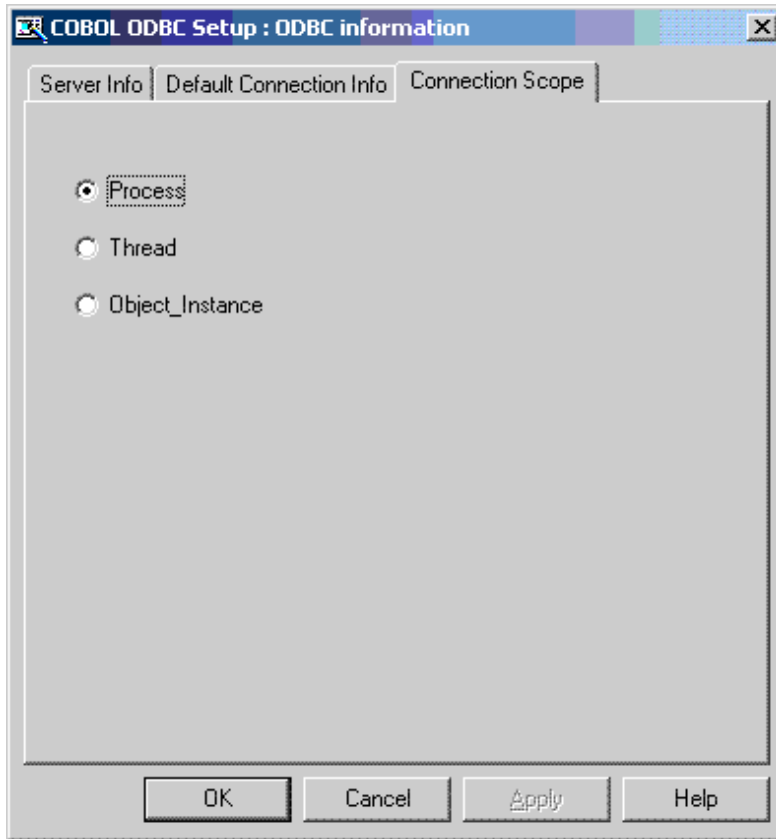 COBOL ODBC Setup : ODBC information
Server Info Default Connection Info Connection Scope
Process
Thread
Object_Instance
OK Cancel Apply Help